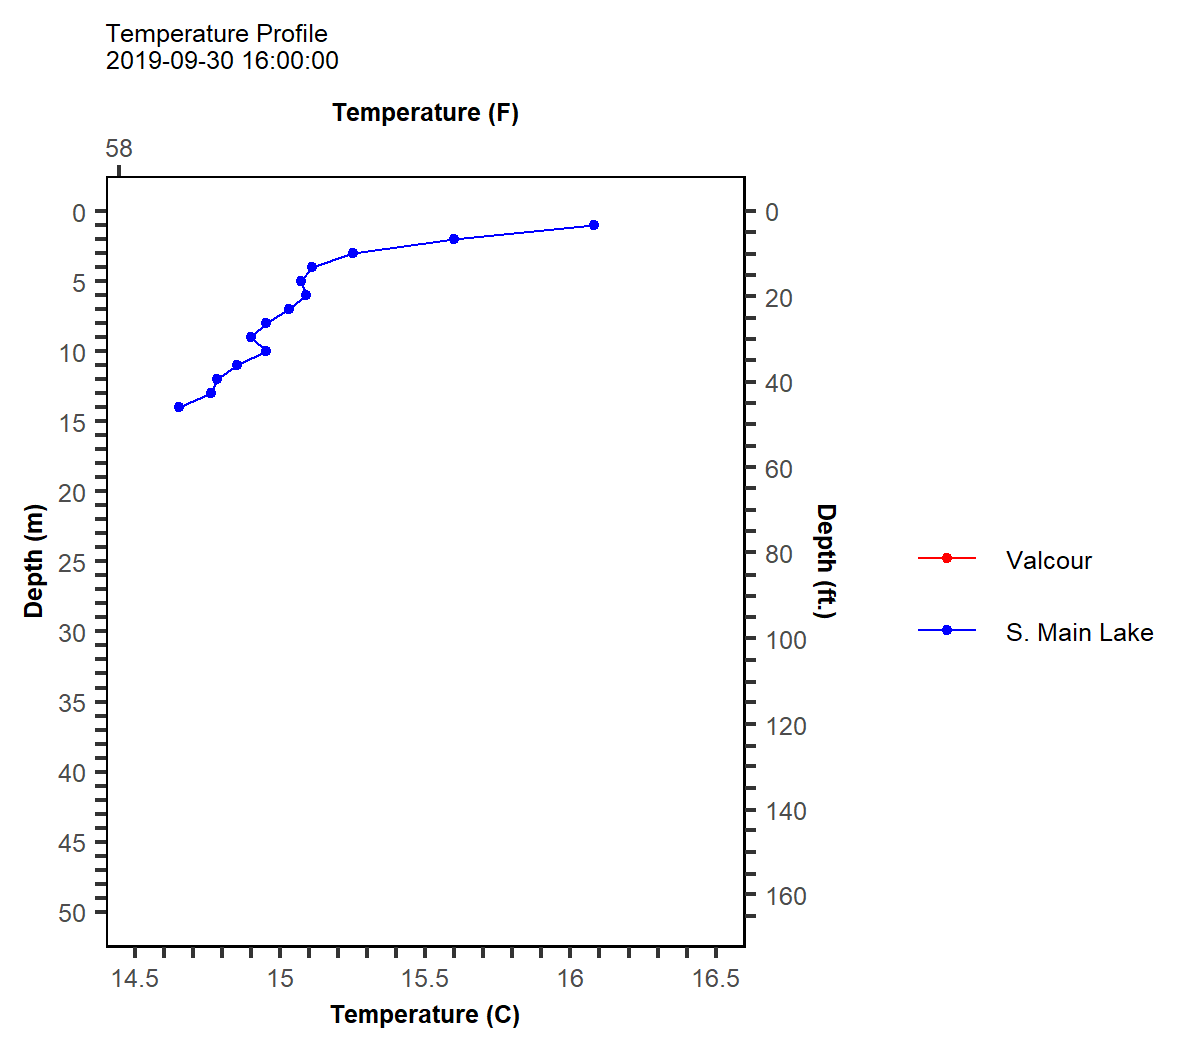 Temperature Profile
2019-09-30 16:00:00
Temperature (F)
58
0
5
10
15
20
25
30
35
40
45
50
Depth (m)
0
20
40
60
80
100
120
140
160
Depth (ft.)
14.5 15 15.5 16 16.5
Temperature (C)
Valcour
S. Main Lake